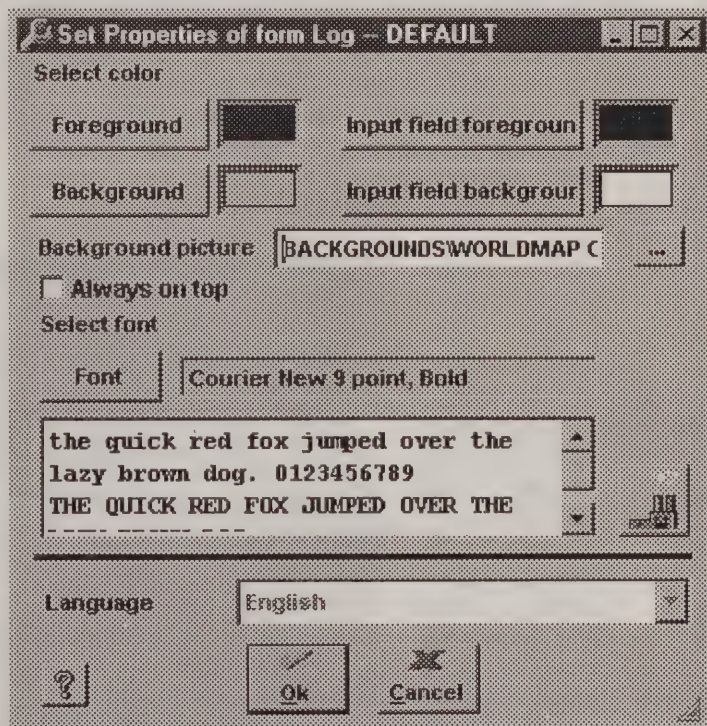 Set Properties of form Log - DEFAULT
Select color
Foreground
Input field foregroun
Background
Input field backgrour
Background picture
BACKGROUNDS\WORLDMAP C
...
Always on top
Select font
Font
Courier New 9 point, Bold
the quick red fox jumped over the
lazy brown dog. 0123456789
THE QUICK RED FOX JUMPED OVER THE
Language
English
?
Ok
Cancel